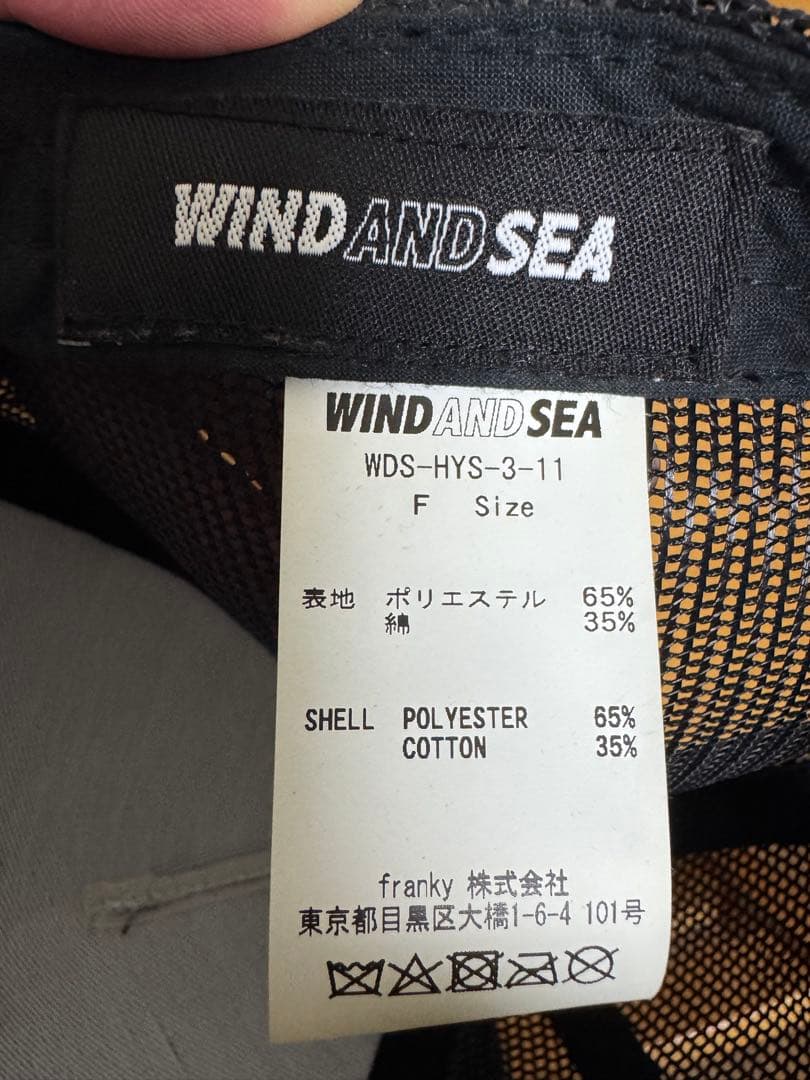 WIND AND SEA
WIND AND SEA
WDS-HYS-3-11
F Size
表地 ポリエステル 65%
綿 35%
SHELL POLYESTER 65%
COTTON 35%
franky 株式会社
東京都目黒区大橋1-6-4 101号